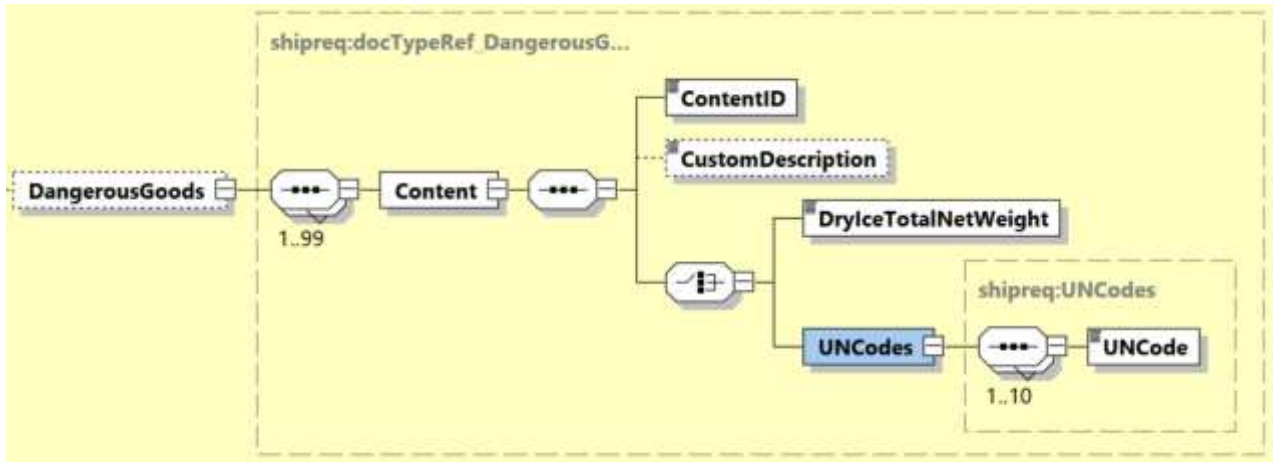 shipreq:docTypeRef_DangerousG...
ContentID
CustomDescription
DangerousGoods
Content
1..99
DryIceTotalNetWeight
shipreq:UNCodes
UNCodes
UNCode
1..10